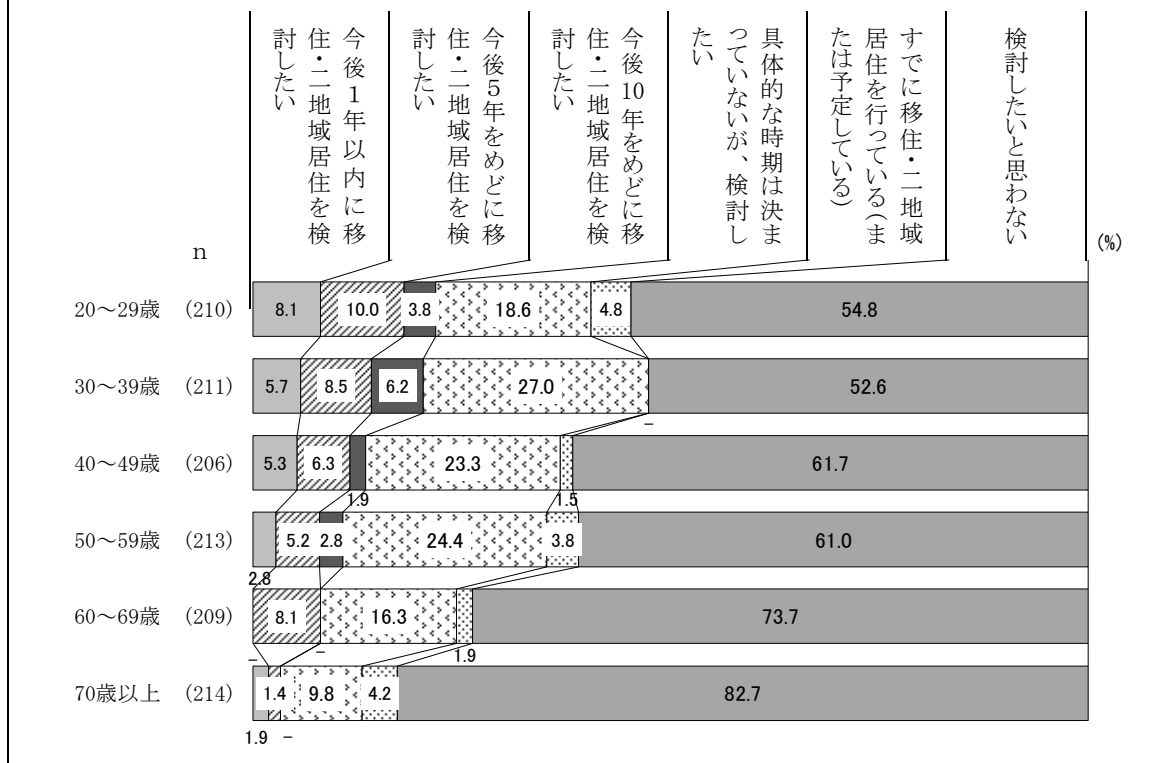 今後1年以内に移
住・二地域居住を検
討したい
今後5年をめどに移
住・二地域居住を検
討したい
今後10年をめどに移
住・二地域居住を検
討したい
具体的な時期は決ま
っていないが、検討し
たい
すでに移住・二地域
居住を行っている(ま
たは予定している)
検討したいと思わない
(%)
n
20～29歳 (210) 8.1 10.0 3.8 18.6 4.8 54.8
30～39歳 (211) 5.7 8.5 6.2 27.0 52.6
－
40～49歳 (206) 5.3 6.3 23.3 61.7
1.9 1.5
50～59歳 (213) 5.2 2.8 24.4 3.8 61.0
2.8
60～69歳 (209) 8.1 16.3 73.7
－ － 1.9
70歳以上 (214) 1.4 9.8 4.2 82.7
1.9 －